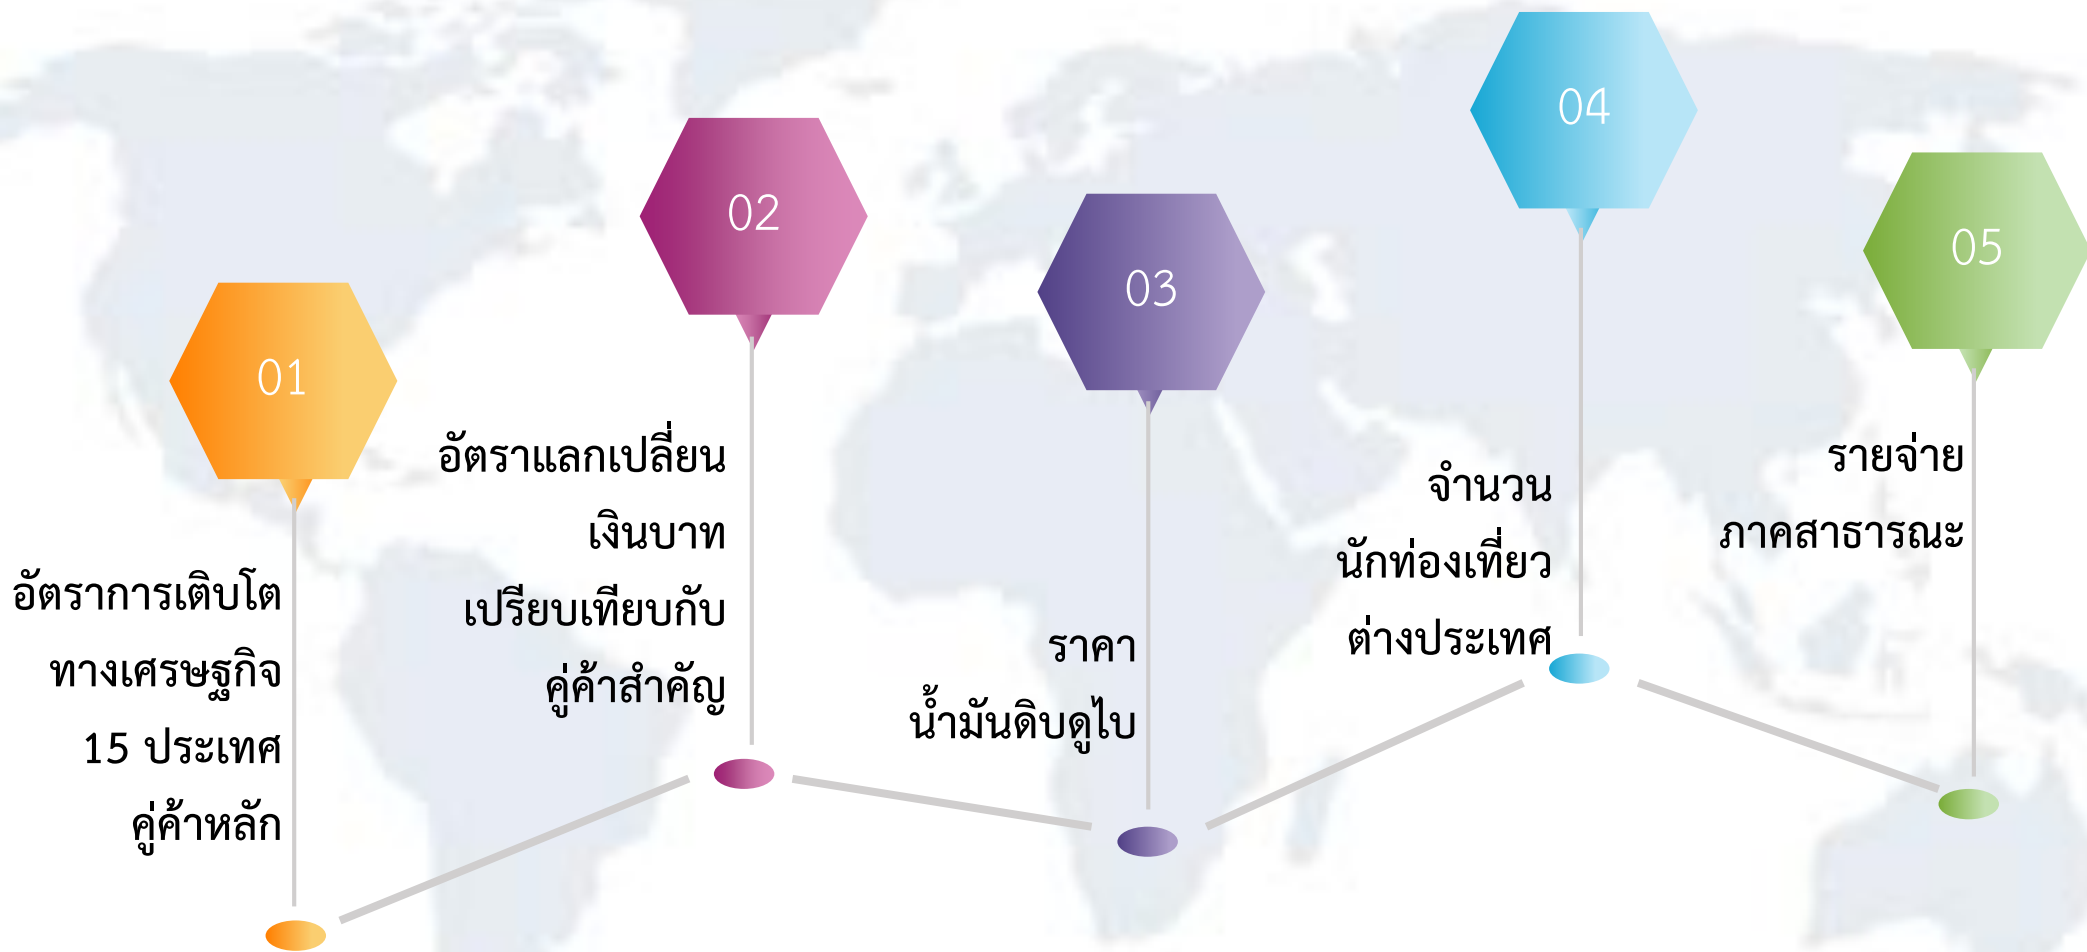 01
อัตราการเติบโต
ทางเศรษฐกิจ
15 ประเทศ
คู่ค้าหลัก
02
อัตราแลกเปลี่ยน
เงินบาท
เปรียบเทียบกับ
คู่ค้าสำคัญ
03
ราคา
น้ำมันดิบดูไบ
04
จำนวน
นักท่องเที่ยว
ต่างประเทศ
05
รายจ่าย
ภาคสาธารณะ